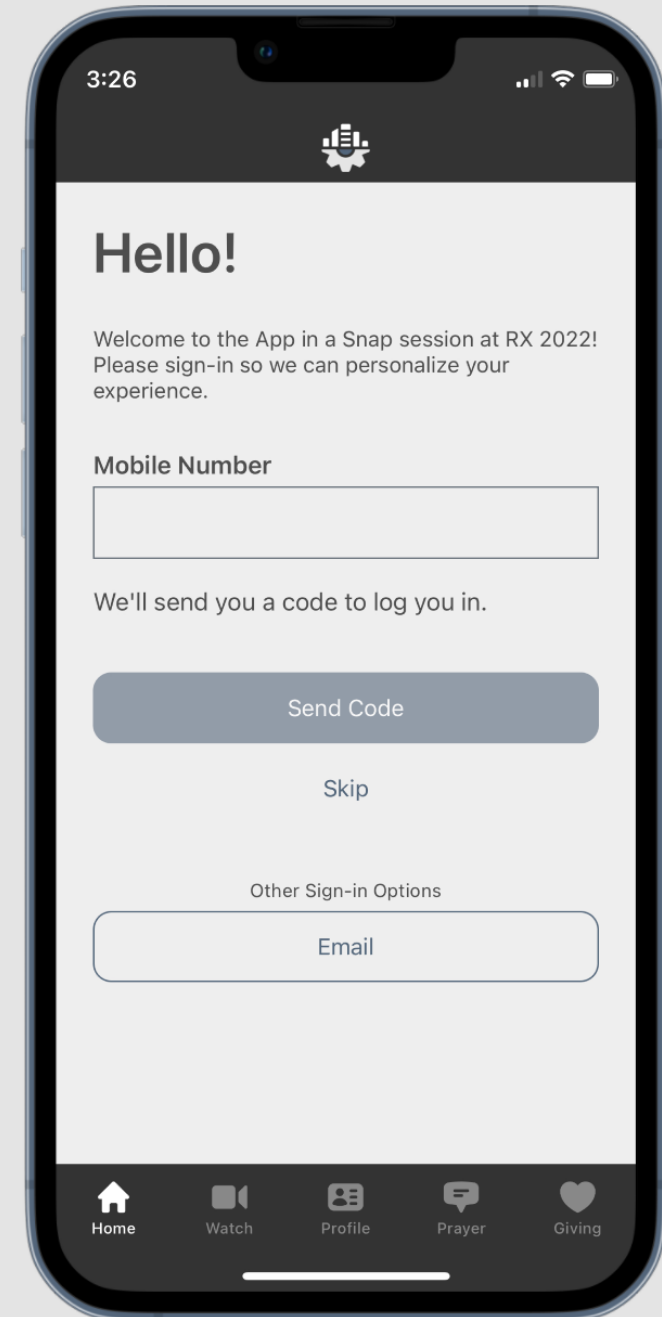 3:26
Hello!
Welcome to the App in a Snap session at RX 2022!
Please sign-in so we can personalize your
experience.
Mobile Number
We'll send you a code to log you in.
Send Code
Skip
Other Sign-in Options
Email
Home Watch Profile Prayer Giving